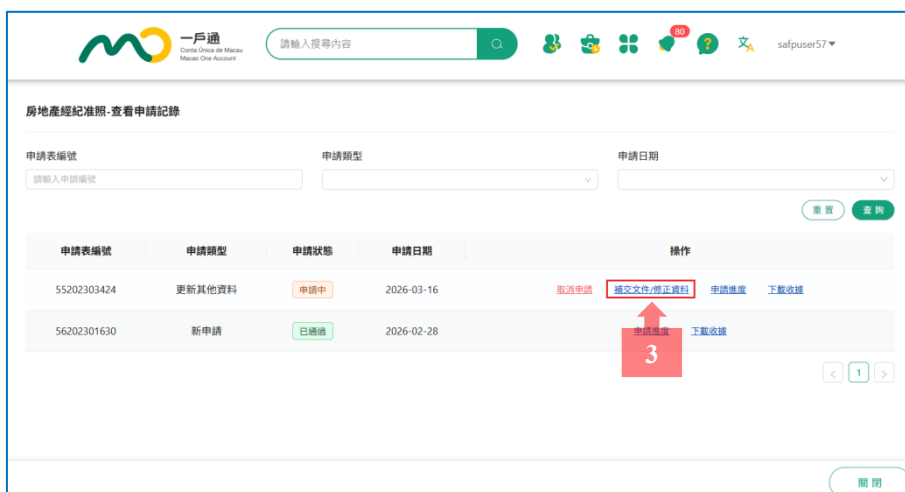 一戶通
Conta Única de Macau
Macao One Account
請輸入搜尋內容
80
safpuser57
房地產經紀准照-查看申請記錄
申請表編號 申請類型 申請日期
請輸入申請編號
重置 查詢
申請表編號 申請類型 申請狀態 申請日期 操作
55202303424 更新其他資料 申請中 2026-03-16 取消申請 補交文件/修正資料 申請進度 下載收據
56202301630 新申請 已通過 2026-02-28 申請進度 下載收據
3
1
關閉